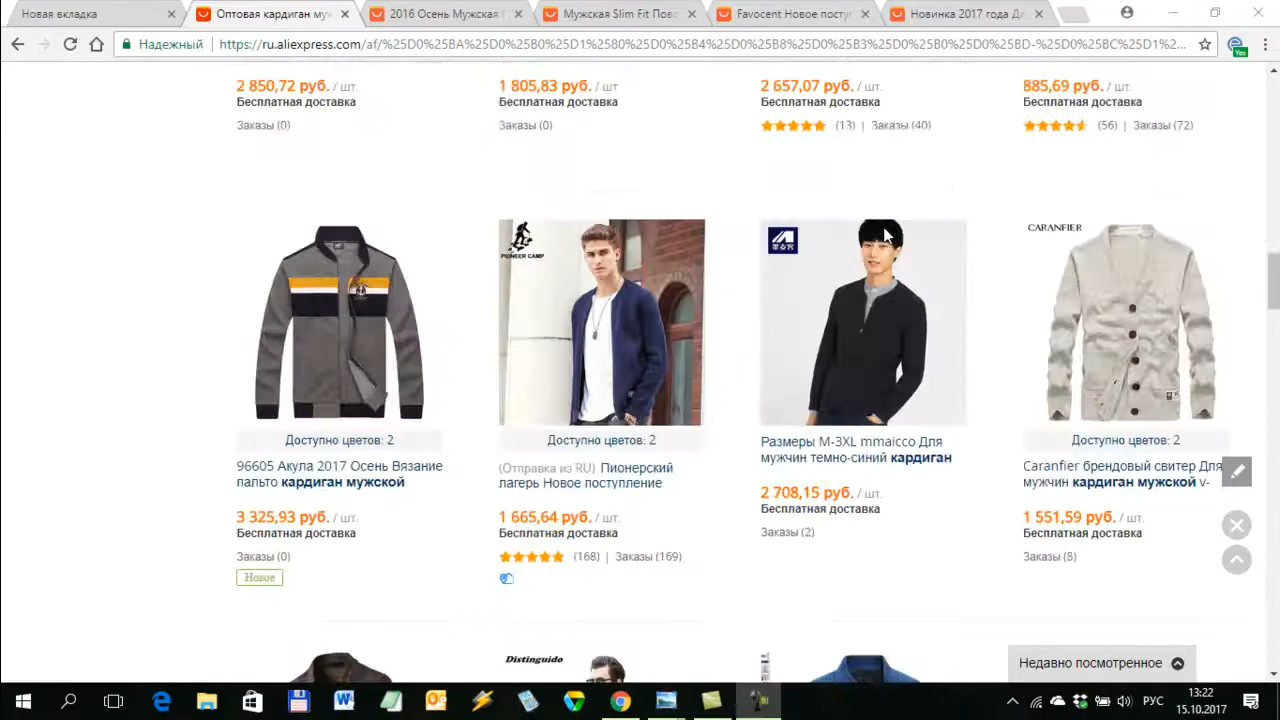 Новая вкладка
Оптовая кардиган му
2016 Осень Мужская
Мужская Slim Fit Повс
Favocent Новое посту
Новинка 2017 года Д
Надежный
https://ru.aliexpress.com/af/%25D0%25BA%25D0%25B0%25D1%2580%25D0%25B4%25D0%25B8%25D0%25B3%25D0%25B0%25D0%25BD-%25D0%25BC%25D1%2...
Yes
2 850,72 руб. / шт.
Бесплатная доставка
Заказы (0)
1 805,83 руб. / шт.
Бесплатная доставка
Заказы (0)
2 657,07 руб. / шт.
Бесплатная доставка
(13) | Заказы (40)
885,69 руб. / шт.
Бесплатная доставка
(56) | Заказы (72)
Доступно цветов: 2
96605 Акула 2017 Осень Вязание
пальто кардиган мужской
3 325,93 руб. / шт.
Бесплатная доставка
Заказы (0)
Новое
PIONEER CAMP
Доступно цветов: 2
(Отправка из RU) Пионерский
лагерь Новое поступление
1 665,64 руб. / шт.
Бесплатная доставка
(168) | Заказы (169)
Размеры M-3XL mmaicco Для
мужчин темно-синий кардиган
2 708,15 руб. / шт.
Бесплатная доставка
Заказы (2)
CARANFIER
Доступно цветов: 2
Caranfier брендовый свитер Для
мужчин кардиган мужской v-
1 551,59 руб. / шт.
Бесплатная доставка
Заказы (8)
Distinguido
Недавно посмотренное
РУС
13:22
15.10.2017